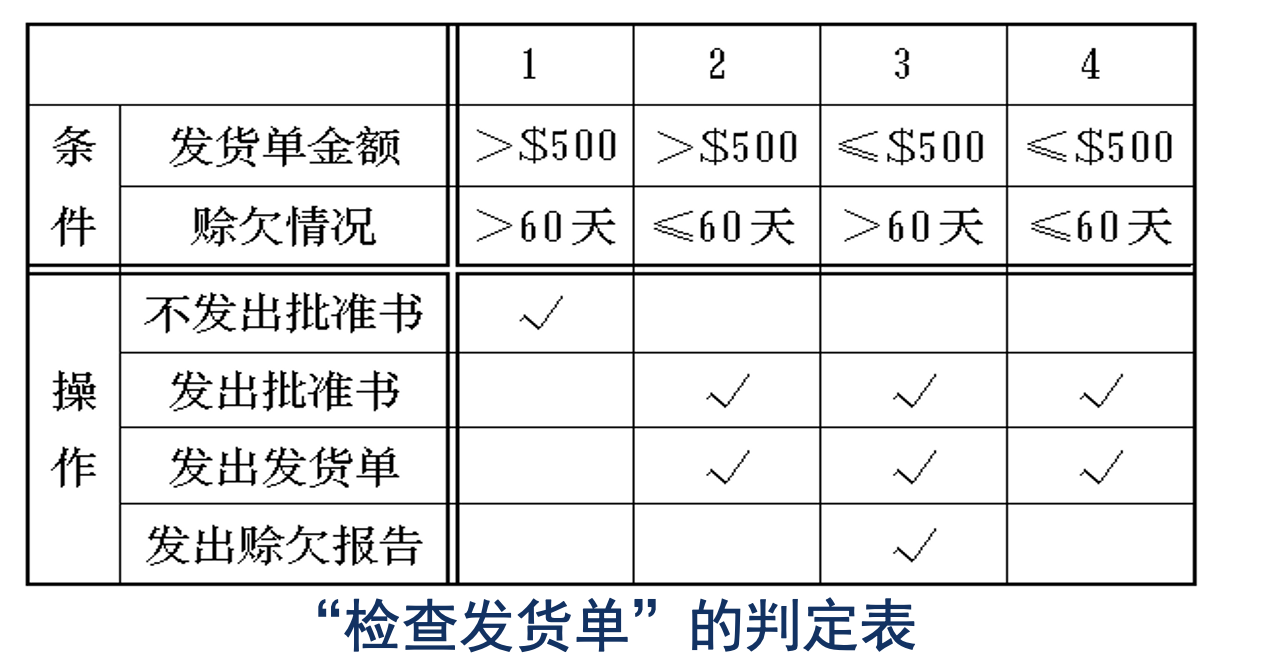 1 2 3 4
条件
发货单金额 >$500 >$500 ≤$500 ≤$500
赊欠情况 >60天 ≤60天 >60天 ≤60天
操作
不发出批准书 √
发出批准书 √ √ √
发出发货单 √ √ √
发出赊欠报告 √
“检查发货单”的判定表